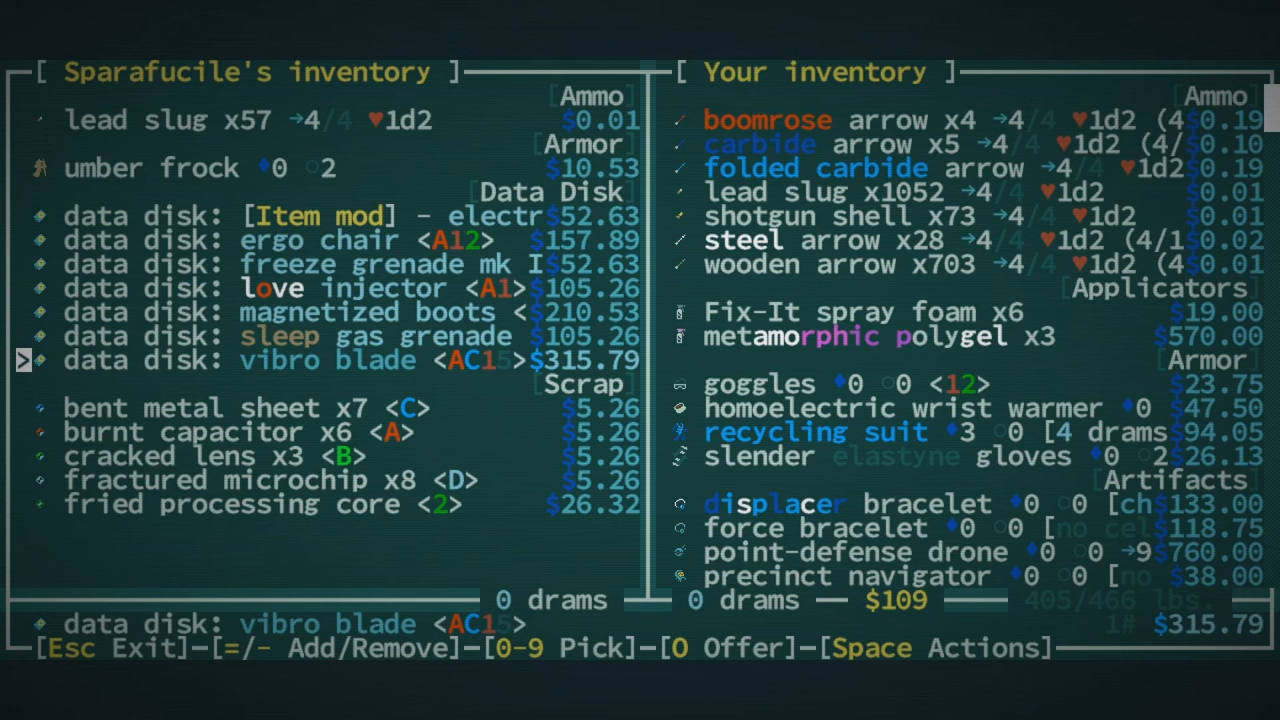 [ Sparafucile's inventory ]
[Ammo]
lead slug x57 →4/4 ♥1d2 $0.01
[Armor]
umber frock ♦0 ○2 $10.53
[Data Disk]
data disk: [Item mod] - electr $52.63
data disk: ergo chair <A12> $157.89
data disk: freeze grenade mk I $52.63
data disk: love injector <A1> $105.26
data disk: magnetized boots < $210.53
data disk: sleep gas grenade $105.26
> data disk: vibro blade <AC15> $315.79
[Scrap]
bent metal sheet x7 <C> $5.26
burnt capacitor x6 <A> $5.26
cracked lens x3 <B> $5.26
fractured microchip x8 <D> $5.26
fried processing core <2> $26.32
0 drams
[ Your inventory ]
[Ammo]
boomrose arrow x4 →4/4 ♥1d2 (4 $0.19
carbide arrow x5 →4/4 ♥1d2 (4/ $0.10
folded carbide arrow →4/4 ♥1d2 $0.19
lead slug x1052 →4/4 ♥1d2 $0.01
shotgun shell x73 →4/4 ♥1d2 $0.01
steel arrow x28 →4/4 ♥1d2 (4/1 $0.02
wooden arrow x703 →4/4 ♥1d2 (4 $0.01
[Applicators]
Fix-It spray foam x6 $19.00
metamorphic polygel x3 $570.00
[Armor]
goggles ♦0 ○0 <12> $23.75
homoelectric wrist warmer ♦0 $47.50
recycling suit ♦3 ○0 [4 drams $94.05
slender elastyne gloves ♦0 ○2 $26.13
[Artifacts]
displacer bracelet ♦0 ○0 [ch $133.00
force bracelet ♦0 ○0 [no cel $118.75
point-defense drone ♦0 ○0 →9 $760.00
precinct navigator ♦0 ○0 [no $38.00
0 drams — $109 405/466 lbs.
data disk: vibro blade <AC15> 1# $315.79
[Esc Exit]—[=/- Add/Remove]—[0-9 Pick]—[O Offer]—[Space Actions]